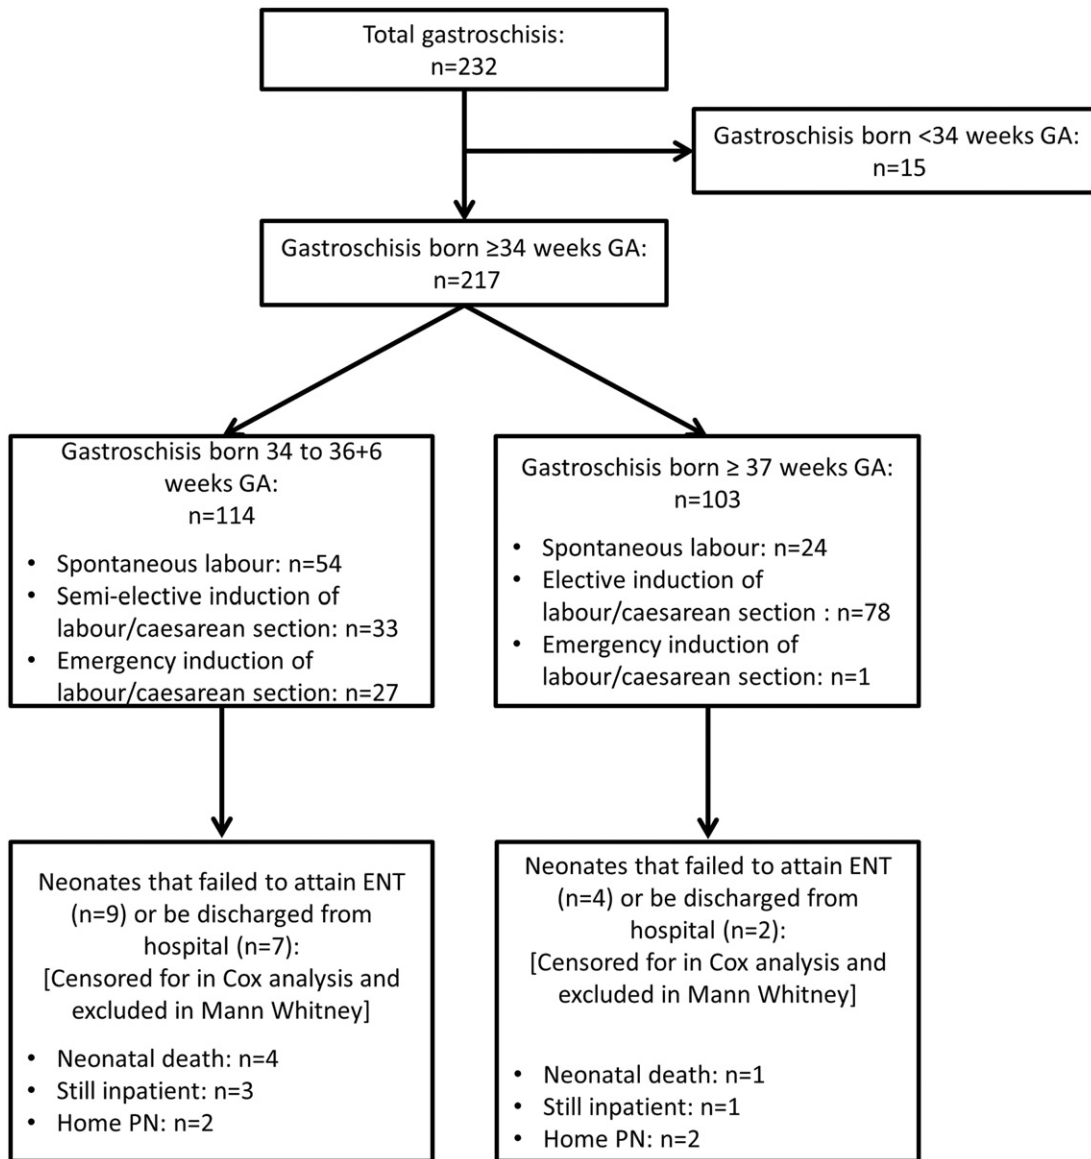 Total gastroschisis:
n=232
Gastroschisis born <34 weeks GA:
n=15
Gastroschisis born ≥34 weeks GA:
n=217
Gastroschisis born 34 to 36+6
weeks GA:
n=114
• Spontaneous labour: n=54
• Semi-elective induction of
labour/caesarean section: n=33
• Emergency induction of
labour/caesarean section: n=27
Gastroschisis born ≥ 37 weeks GA:
n=103
• Spontaneous labour: n=24
• Elective induction of
labour/caesarean section : n=78
• Emergency induction of
labour/caesarean section: n=1
Neonates that failed to attain ENT
(n=9) or be discharged from
hospital (n=7):
[Censored for in Cox analysis and
excluded in Mann Whitney]
• Neonatal death: n=4
• Still inpatient: n=3
• Home PN: n=2
Neonates that failed to attain ENT
(n=4) or be discharged from
hospital (n=2):
[Censored for in Cox analysis and
excluded in Mann Whitney]
• Neonatal death: n=1
• Still inpatient: n=1
• Home PN: n=2